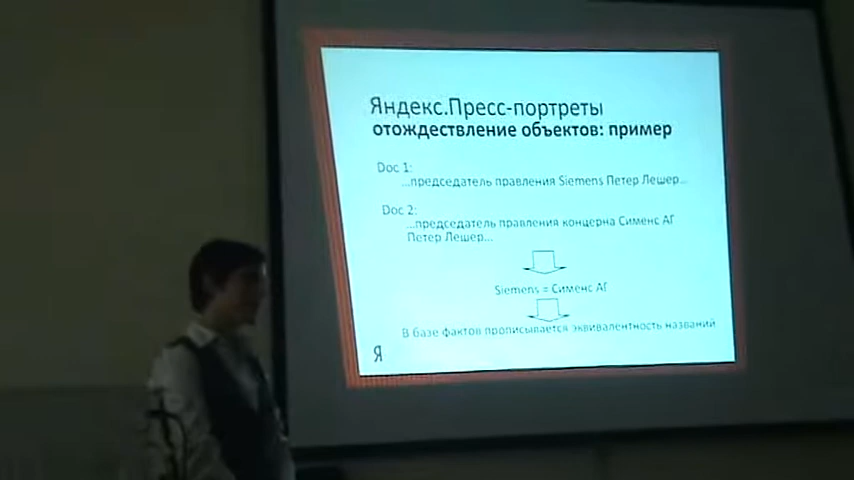 Яндекс.Пресс-портреты
отождествление объектов: пример
Doc 1:
...председатель правления Siemens Петер Лешер...
Doc 2:
...председатель правления концерна Сименс АГ
Петер Лешер...
Siemens = Сименс АГ
В базе фактов прописывается эквивалентность названий
Я